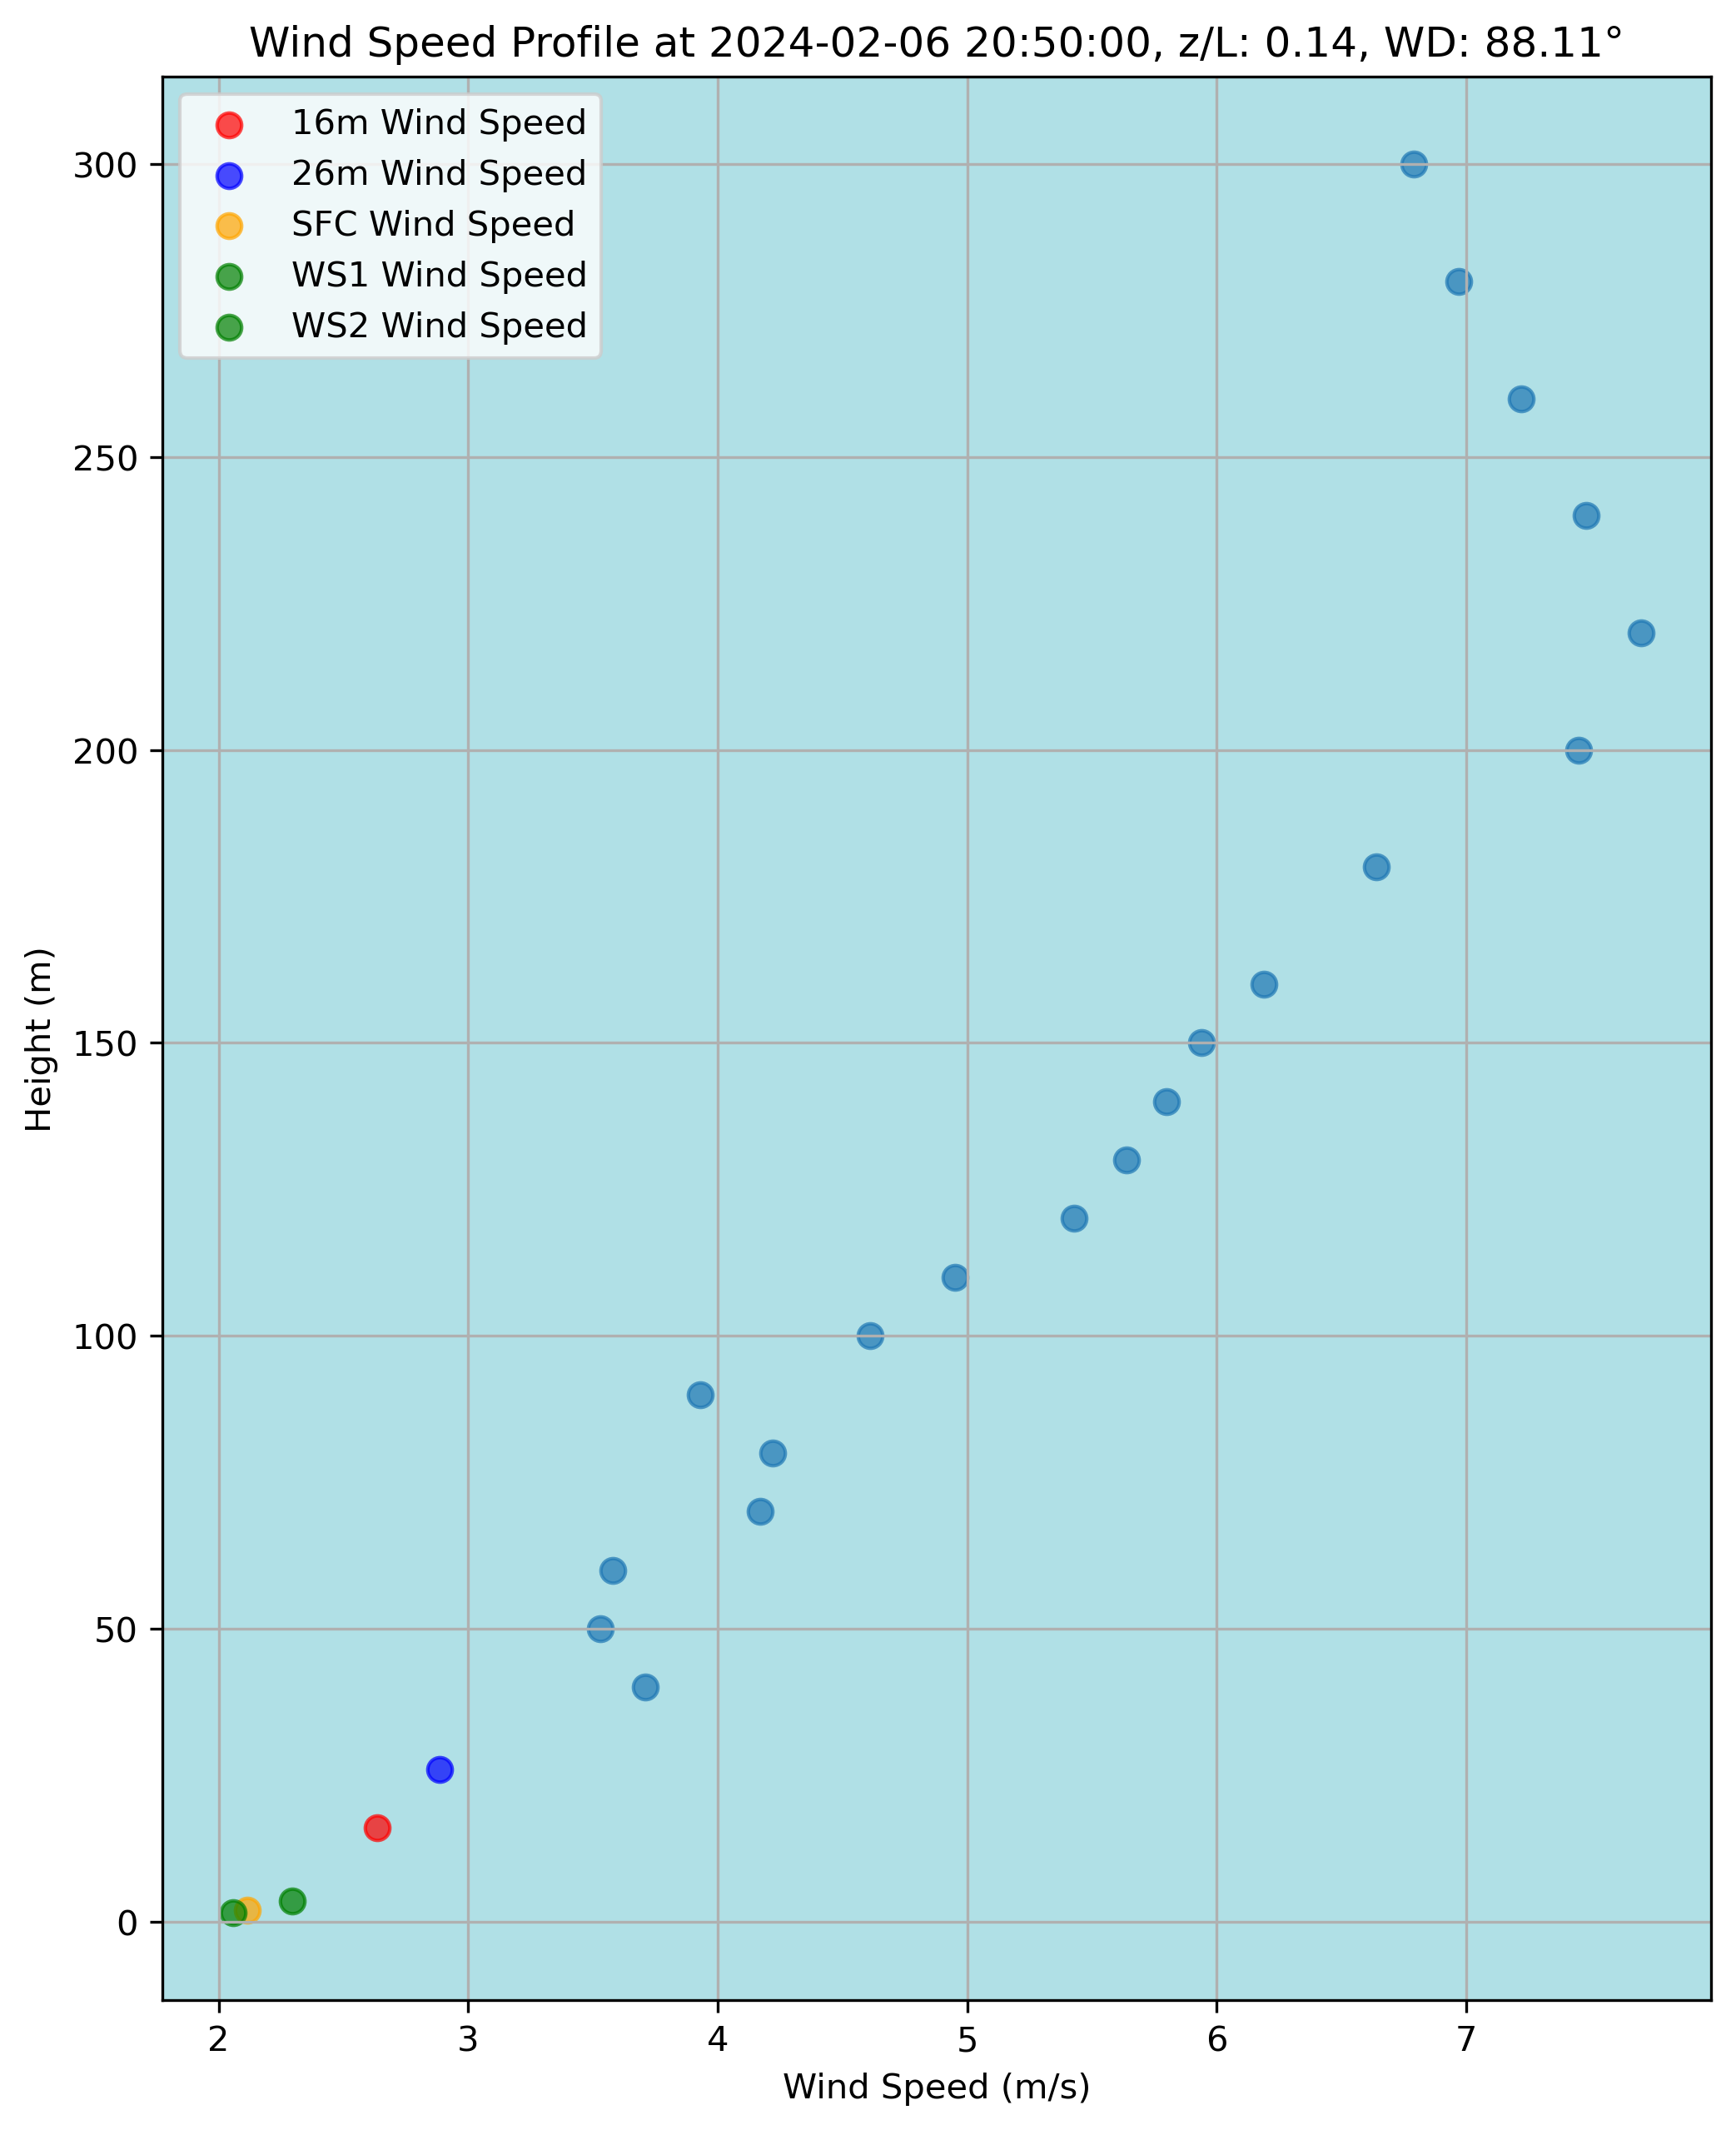 Wind Speed Profile at 2024-02-06 20:50:00, z/L: 0.14, WD: 88.11°
16m Wind Speed
26m Wind Speed
SFC Wind Speed
WS1 Wind Speed
WS2 Wind Speed
300
250
200
150
100
50
0
Height (m)
2 3 4 5 6 7
Wind Speed (m/s)